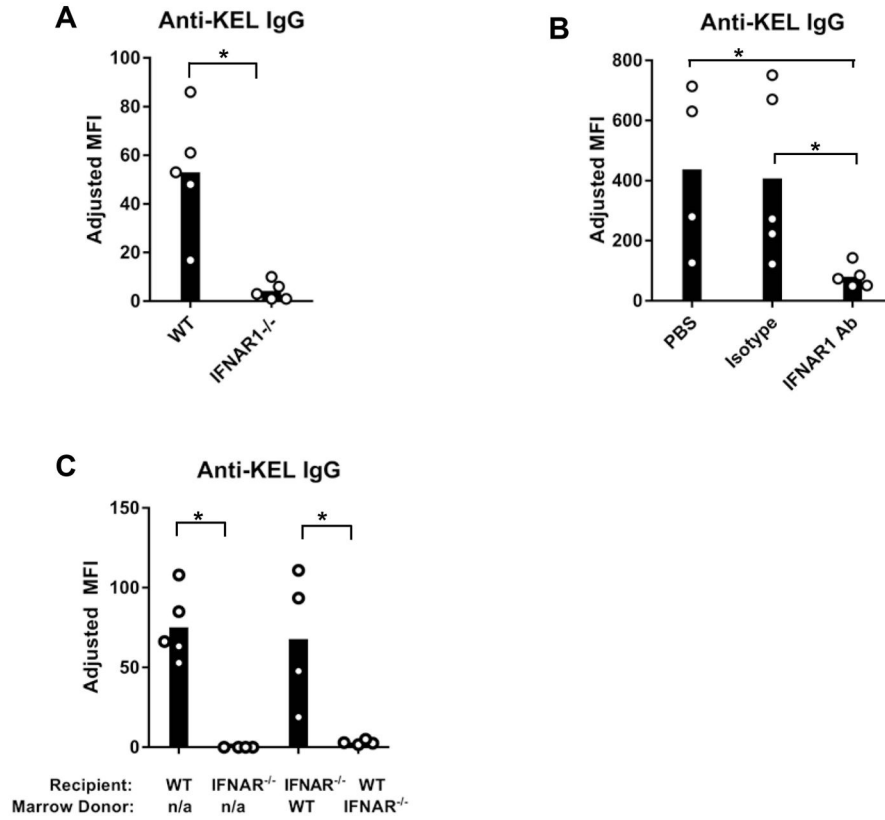 A
Anti-KEL IgG
*
Adjusted MFI
100
80
60
40
20
0
WT
IFNAR1-/-
B
Anti-KEL IgG
*
*
Adjusted MFI
800
600
400
200
0
PBS
Isotype
IFNAR1 Ab
C
Anti-KEL IgG
*
*
Adjusted MFI
150
100
50
0
Recipient: WT IFNAR-/- IFNAR-/- WT
Marrow Donor: n/a n/a WT IFNAR-/-